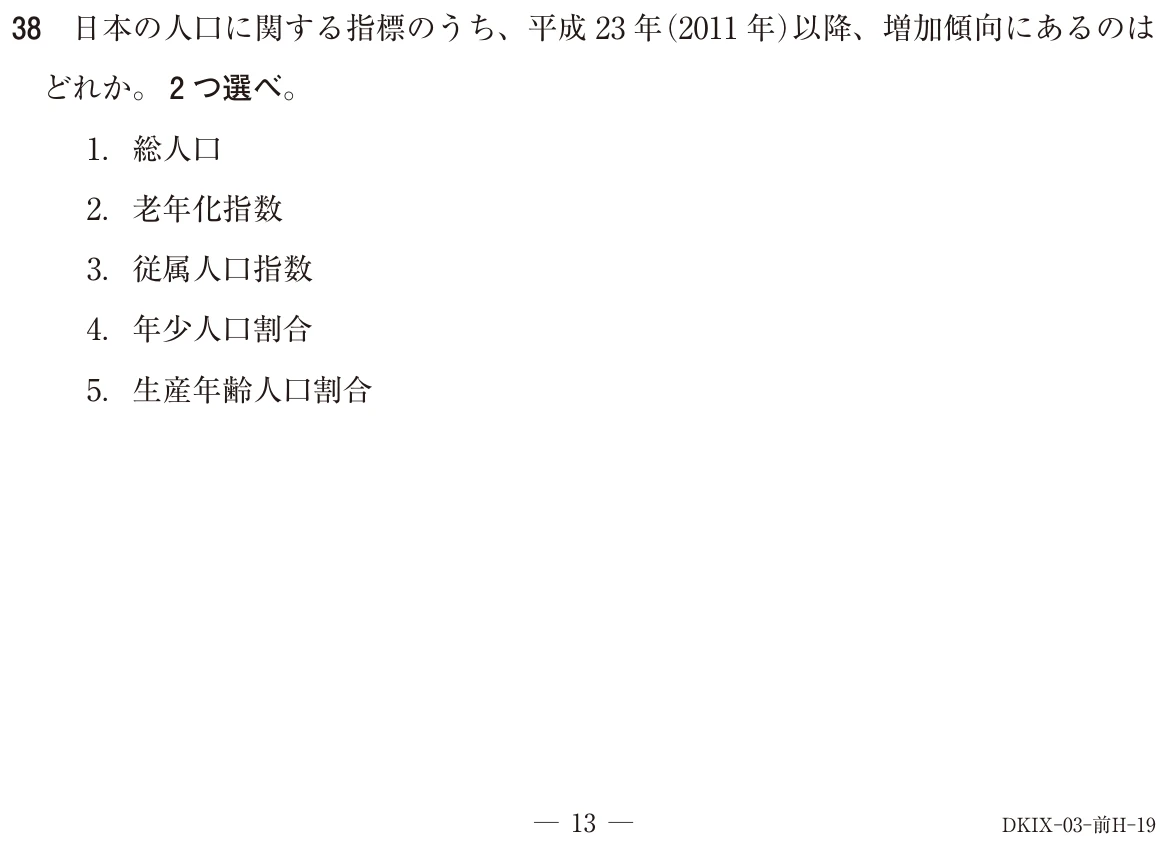 38 日本の人口に関する指標のうち、平成 23 年(2011 年)以降、増加傾向にあるのは
どれか。2 つ選べ。
1. 総人口
2. 老年化指数
3. 従属人口指数
4. 年少人口割合
5. 生産年齢人口割合
— 13 —
DKIX-03-前H-19